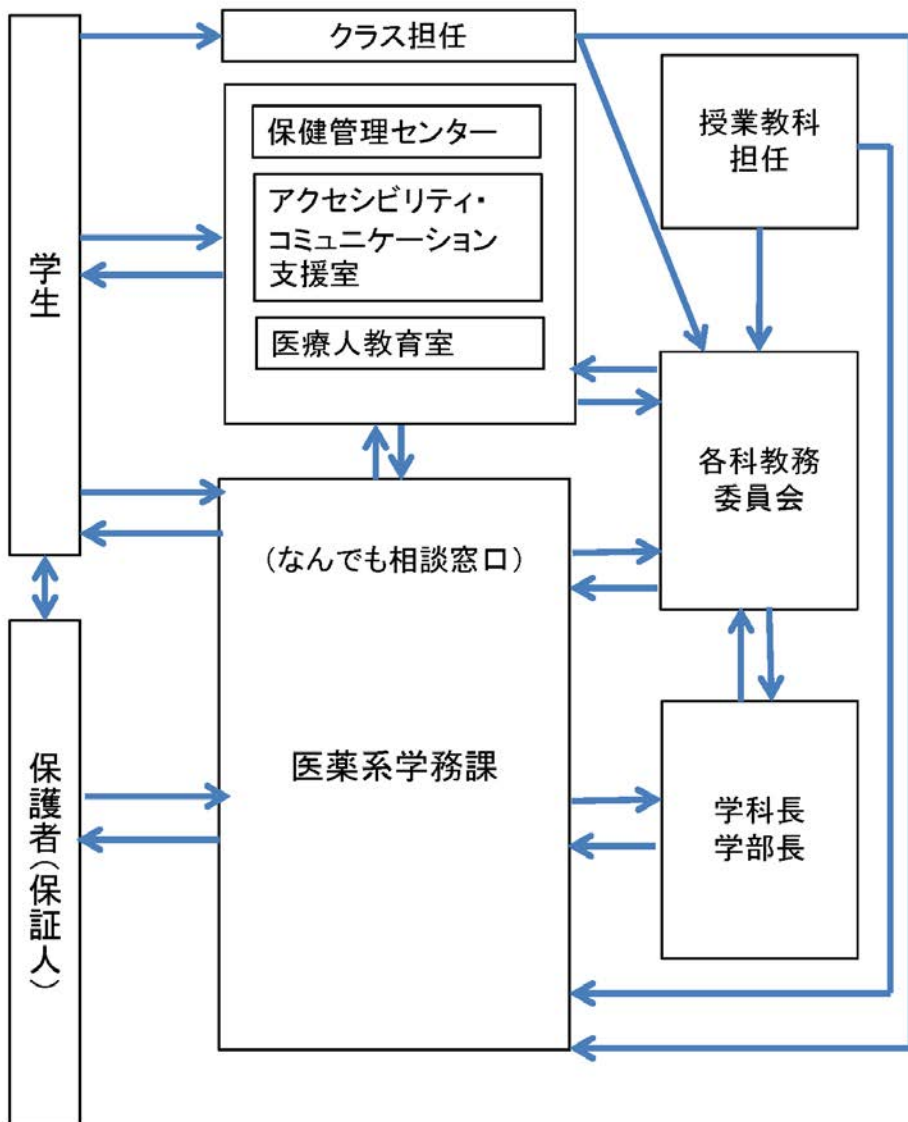 クラス担任
保健管理センター
アクセシビリティ・
コミュニケーション
支援室
医療人教育室
授業教科
担任
学生
各科教務
委員会
(なんでも相談窓口)
医薬系学務課
学科長
学部長
保護者(保証人)